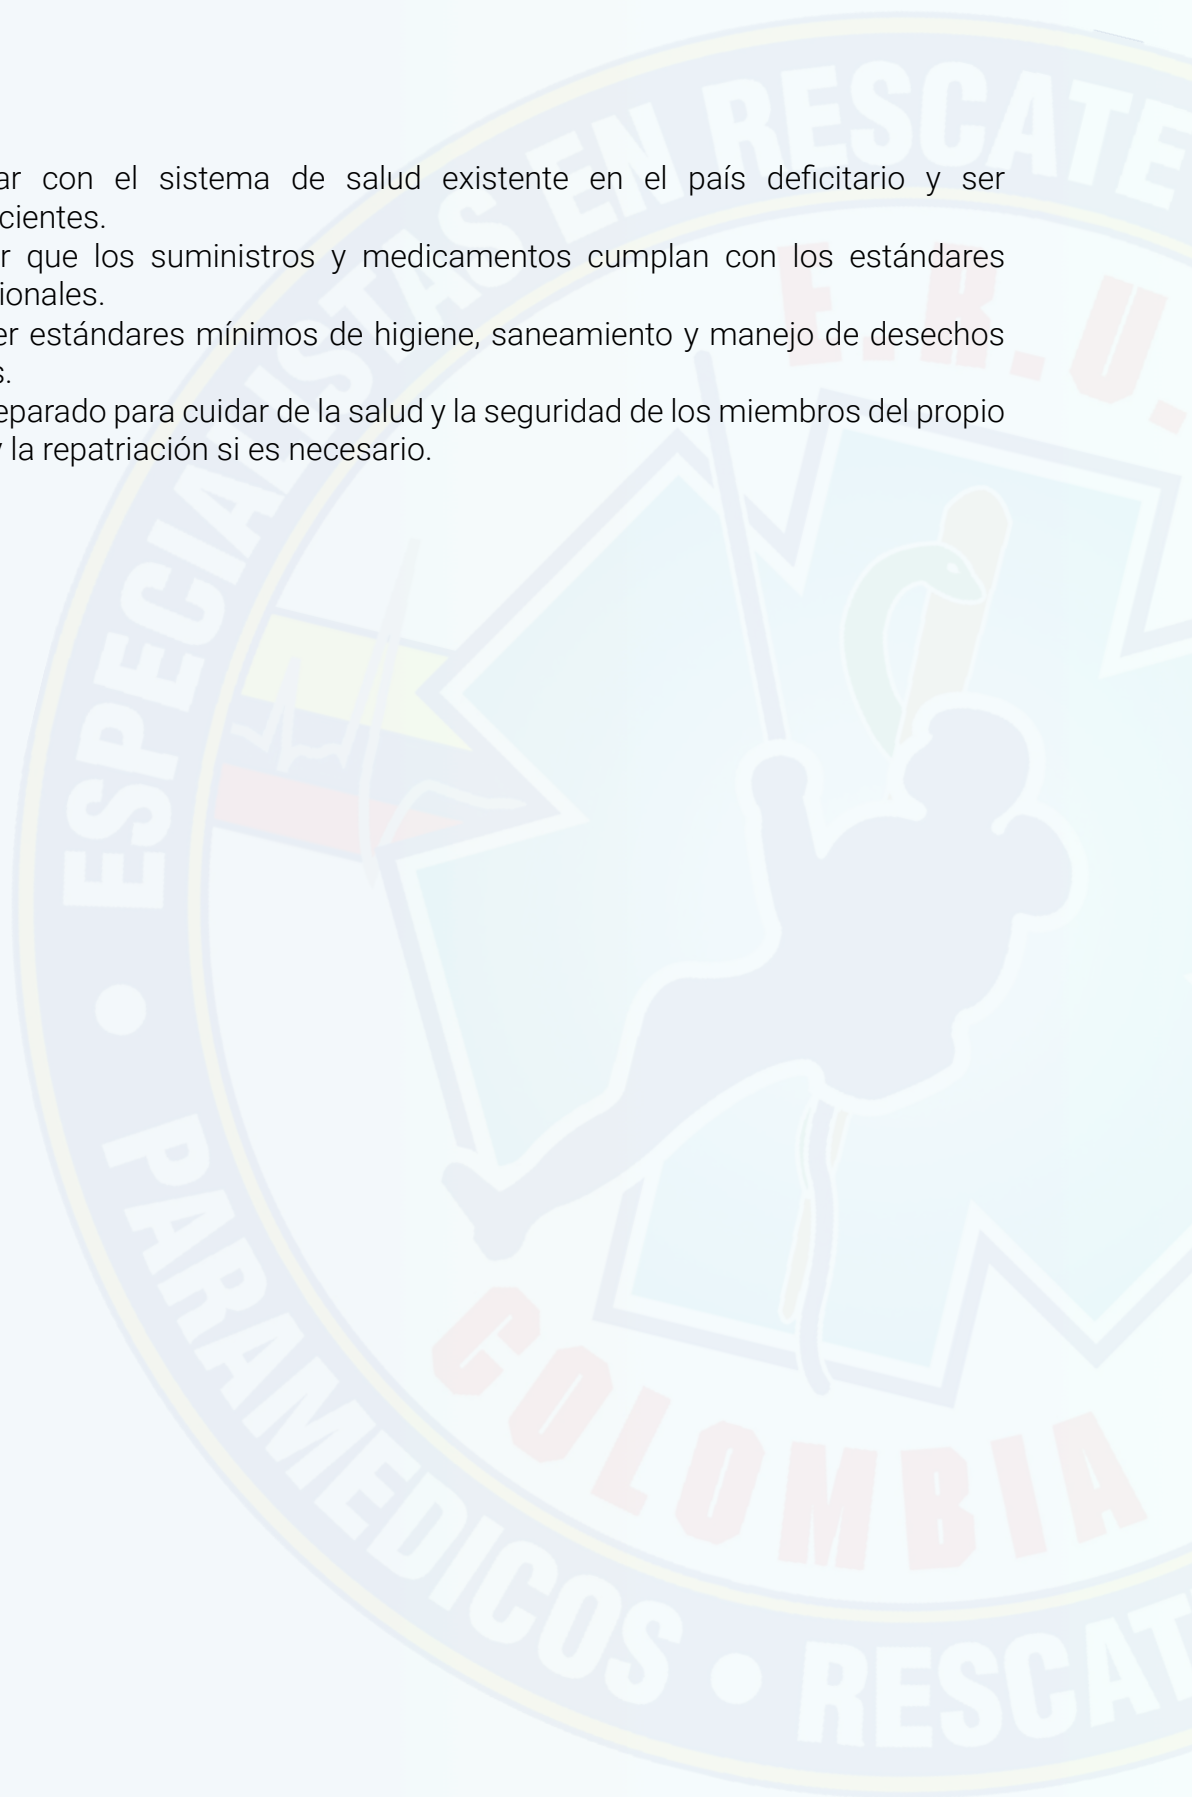 ar con el sistema de salud existente en el país deficitario y ser
cientes.
r que los suministros y medicamentos cumplan con los estándares
ionales.
er estándares mínimos de higiene, saneamiento y manejo de desechos
s.
eparado para cuidar de la salud y la seguridad de los miembros del propio
y la repatriación si es necesario.
ESPECIALISTAS EN RESCATE
E.R.U.
COLOMBIA
PARAMEDICOS • RESCAT